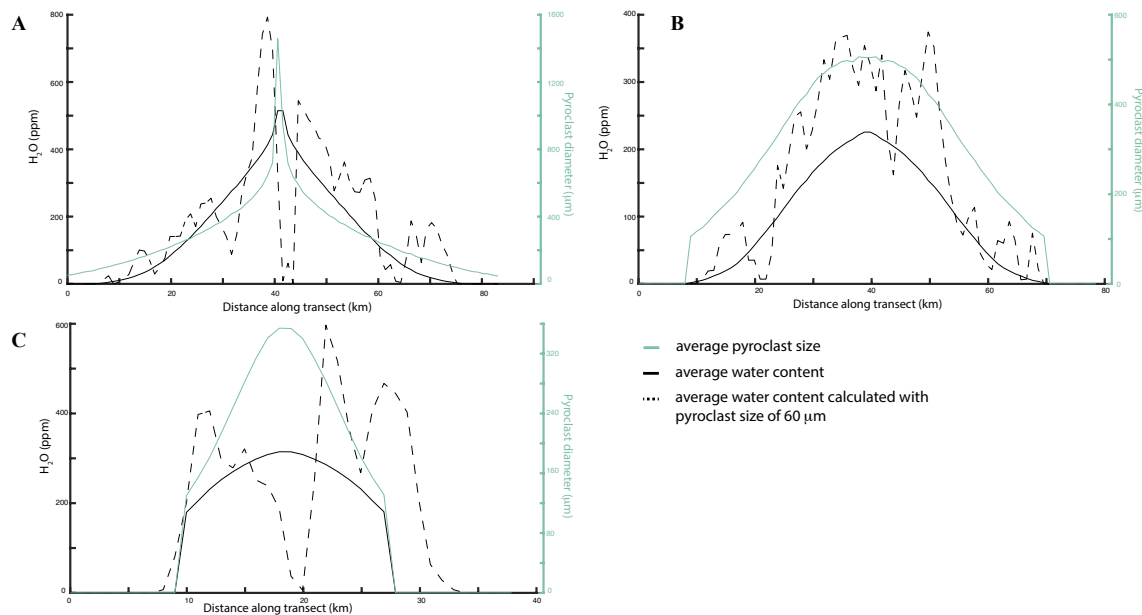 A
800
600
400
200
0
H₂O (ppm)
1600
1200
800
400
0
Pyroclast diameter (μm)
0 20 40 60 80
Distance along transect (km)
B
400
300
200
100
0
H₂O (ppm)
600
400
200
0
Pyroclast diameter (μm)
0 20 40 60 80
Distance along transect (km)
C
600
400
200
0
H₂O (ppm)
320
240
160
80
0
Pyroclast diameter (μm)
0 10 20 30 40
Distance along transect (km)
average pyroclast size
average water content
average water content calculated with
pyroclast size of 60 μm